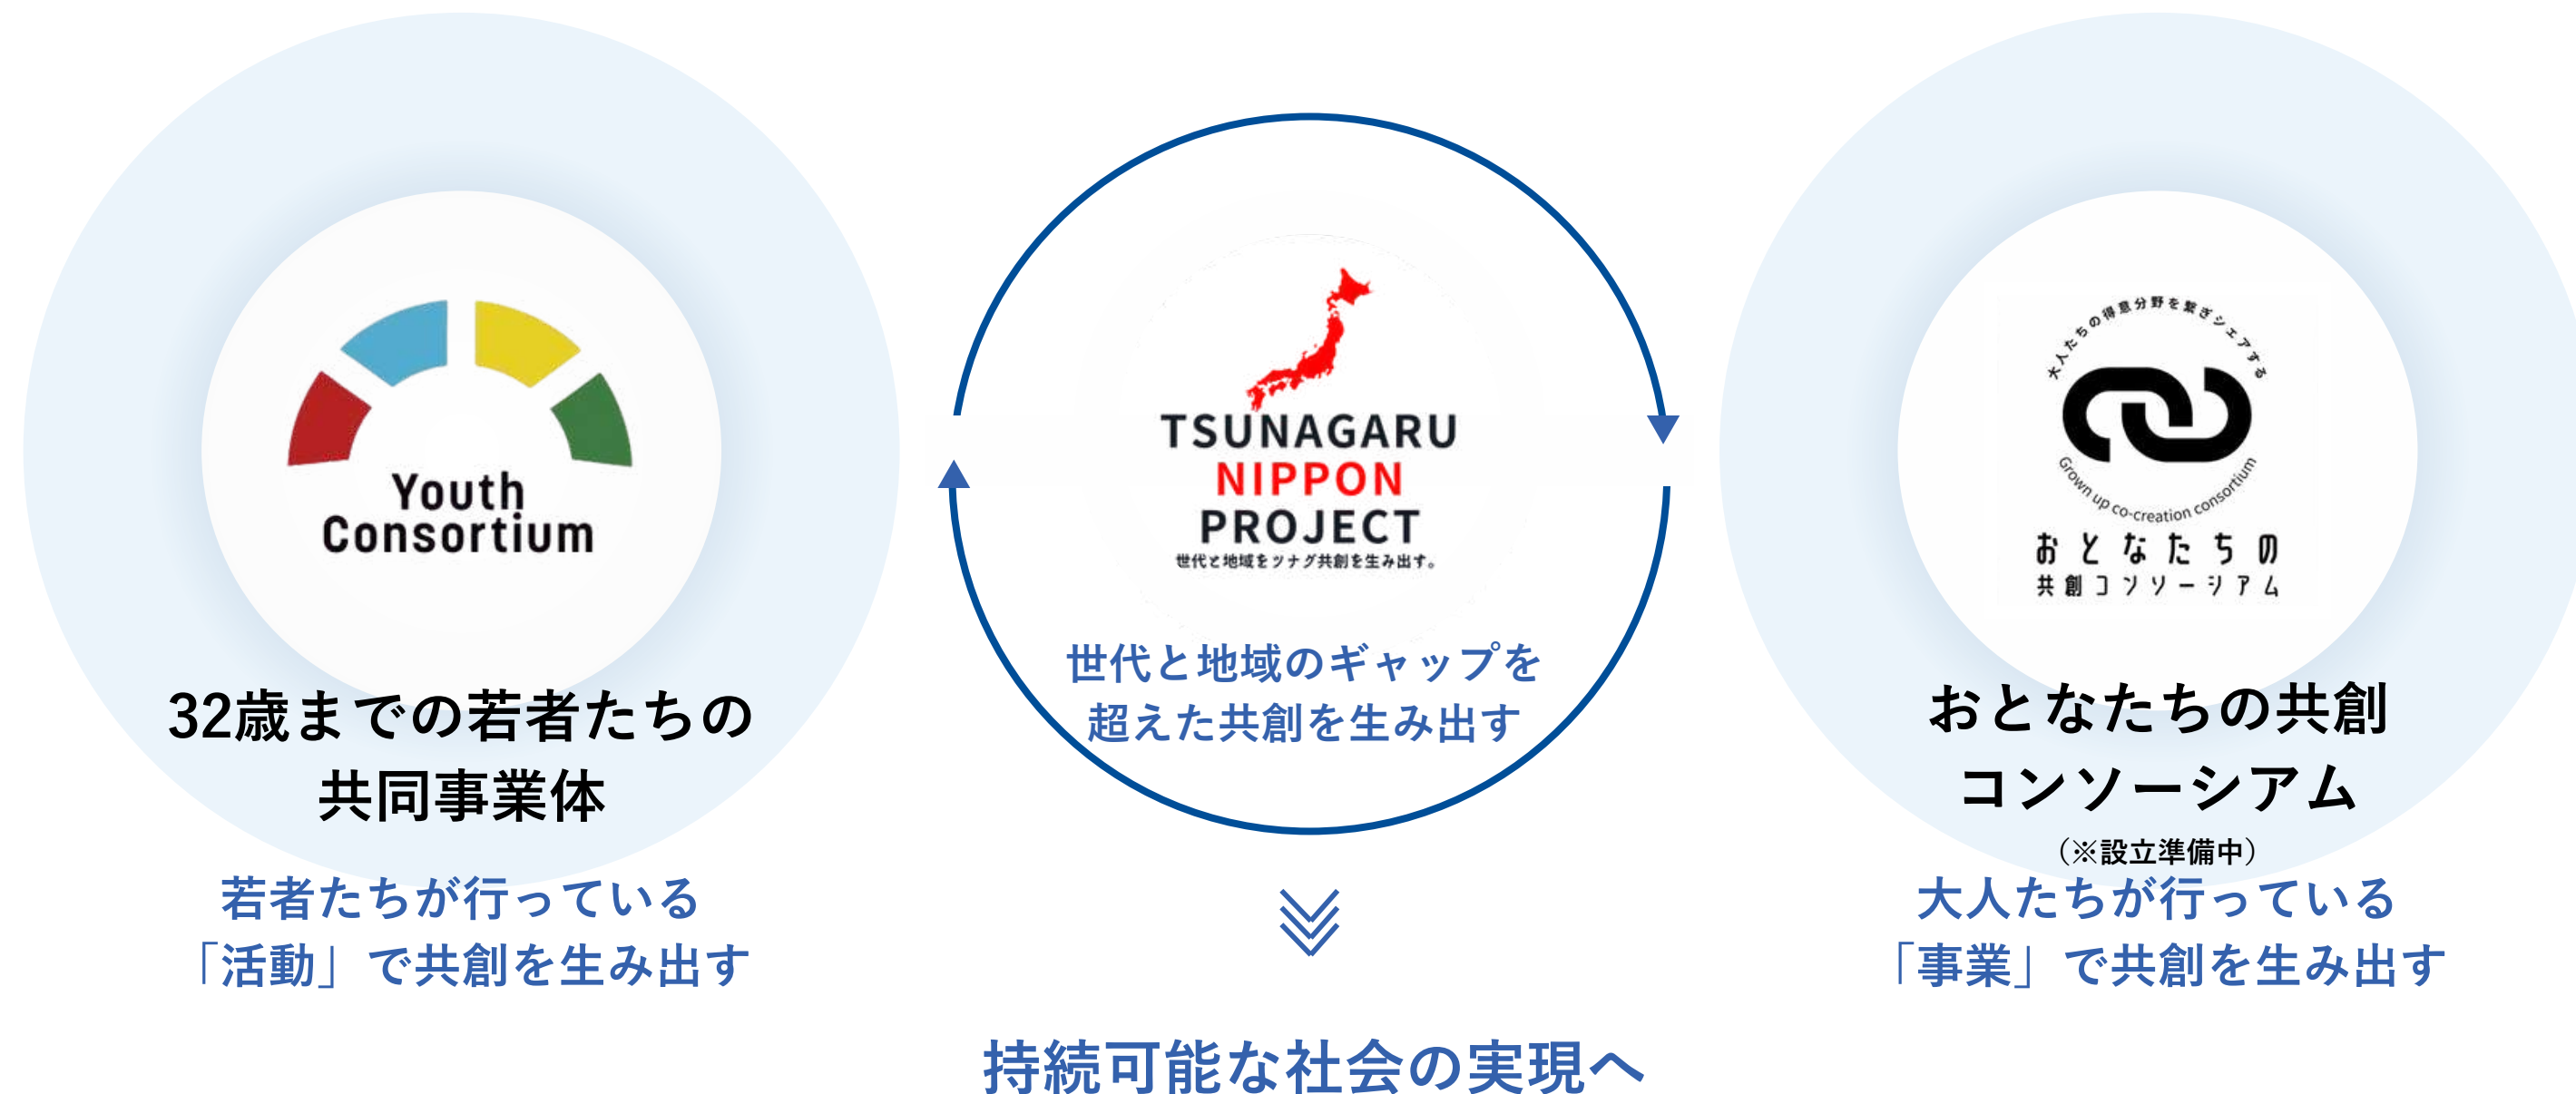 Youth
Consortium
32歳までの若者たちの
共同事業体
若者たちが行っている
「活動」で共創を生み出す
TSUNAGARU
NIPPON
PROJECT
世代と地域をツナグ共創を生み出す。
世代と地域のギャップを
超えた共創を生み出す
大人たちの得意分野を繋ぎシェアする
Grown up co-creation consortium
おとなたちの
共創コンソーシアム
おとなたちの共創
コンソーシアム
（※設立準備中）
大人たちが行っている
「事業」で共創を生み出す
持続可能な社会の実現へ